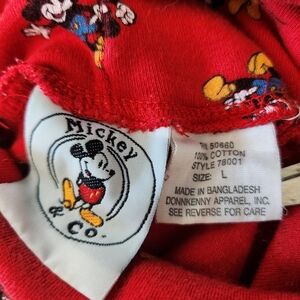 Mickey
& Co.
RN 50660
100% COTTON
STYLE 78001
SIZE: L
MADE IN BANGLADESH
DONNKENNY APPAREL, INC.
SEE REVERSE FOR CARE